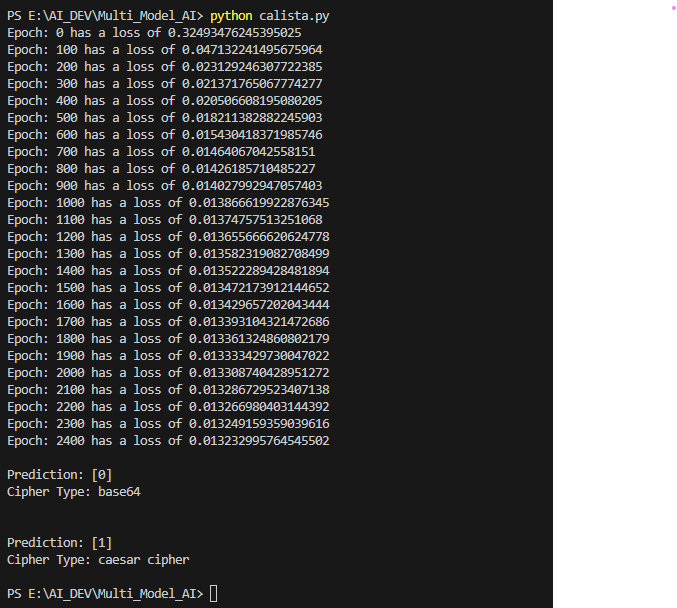 PS E:\AI_DEV\Multi_Model_AI> python calista.py
Epoch: 0 has a loss of 0.32493476245395025
Epoch: 100 has a loss of 0.047132241495675964
Epoch: 200 has a loss of 0.023129246307722385
Epoch: 300 has a loss of 0.021371765067774277
Epoch: 400 has a loss of 0.020506608195080205
Epoch: 500 has a loss of 0.018211382882245903
Epoch: 600 has a loss of 0.015430418371985746
Epoch: 700 has a loss of 0.01464067042558151
Epoch: 800 has a loss of 0.01426185710485227
Epoch: 900 has a loss of 0.014027992947057403
Epoch: 1000 has a loss of 0.013866619922876345
Epoch: 1100 has a loss of 0.01374757513251068
Epoch: 1200 has a loss of 0.013655666620624778
Epoch: 1300 has a loss of 0.013582319082708499
Epoch: 1400 has a loss of 0.013522289428481894
Epoch: 1500 has a loss of 0.013472173912144652
Epoch: 1600 has a loss of 0.013429657202043444
Epoch: 1700 has a loss of 0.013393104321472686
Epoch: 1800 has a loss of 0.013361324860802179
Epoch: 1900 has a loss of 0.013333429730047022
Epoch: 2000 has a loss of 0.013308740428951272
Epoch: 2100 has a loss of 0.013286729523407138
Epoch: 2200 has a loss of 0.013266980403144392
Epoch: 2300 has a loss of 0.013249159359039616
Epoch: 2400 has a loss of 0.013232995764545502
Prediction: [0]
Cipher Type: base64
Prediction: [1]
Cipher Type: caesar cipher
PS E:\AI_DEV\Multi_Model_AI>